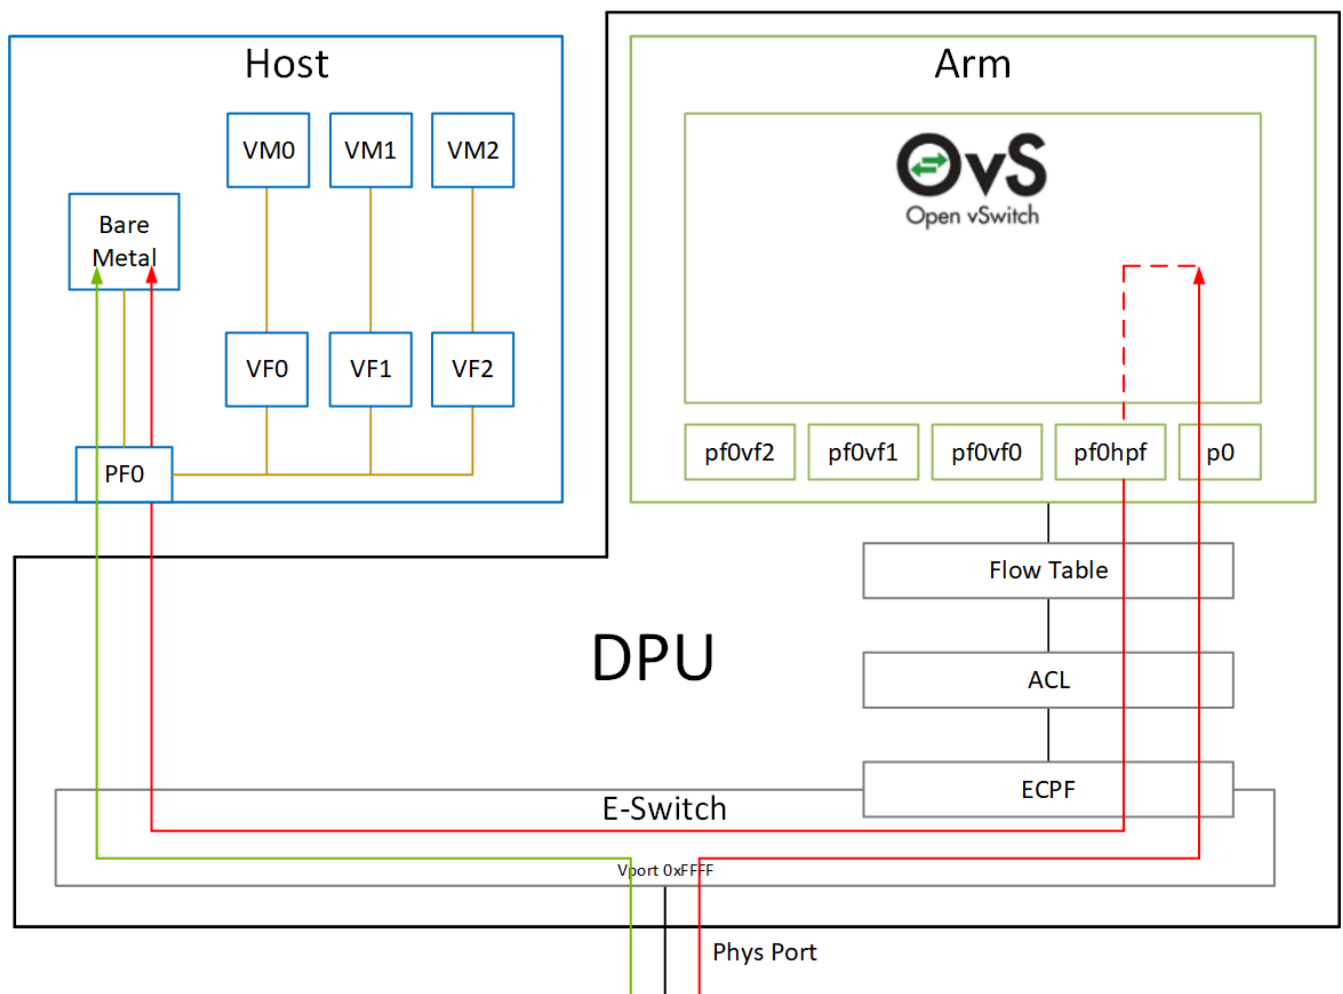 Host
Arm
VM0
VM1
VM2
Bare
Metal
VF0
VF1
VF2
PF0
OvS
Open vSwitch
pf0vf2
pf0vf1
pf0vf0
pf0hpf
p0
Flow Table
ACL
ECPF
DPU
E-Switch
Vport 0xFFFF
Phys Port